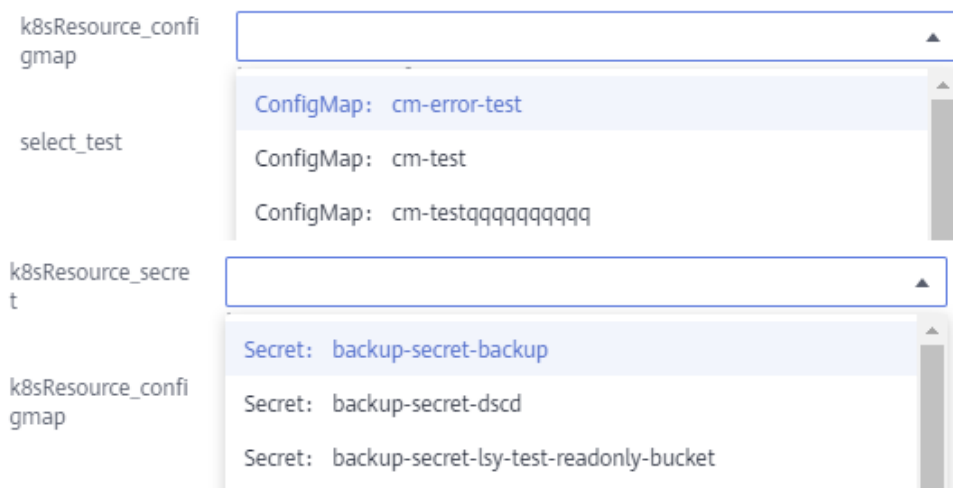 k8sResource_confi
gmap
ConfigMap: cm-error-test
select_test
ConfigMap: cm-test
ConfigMap: cm-testqqqqqqqqqq
k8sResource_secre
t
Secret: backup-secret-backup
k8sResource_confi
gmap
Secret: backup-secret-dscd
Secret: backup-secret-lsy-test-readonly-bucket